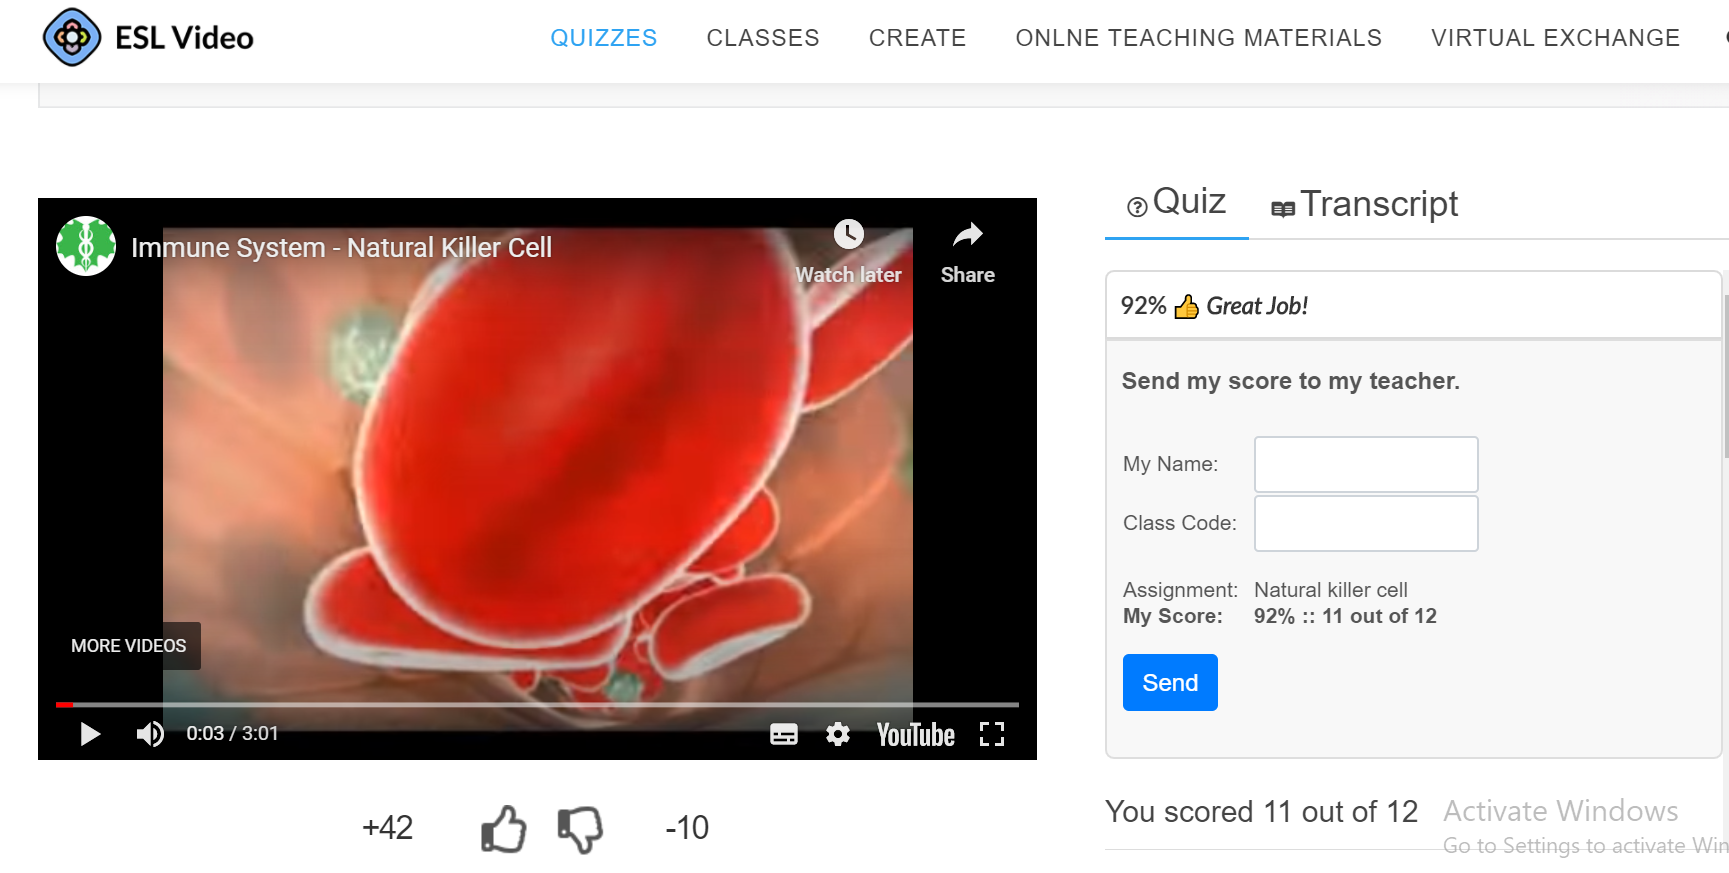 ESL Video
QUIZZES
CLASSES
CREATE
ONLNE TEACHING MATERIALS
VIRTUAL EXCHANGE
Immune System - Natural Killer Cell
Watch later
Share
MORE VIDEOS
0:03 / 3:01
YouTube
+42
-10
Quiz
Transcript
92% 👍 Great Job!
Send my score to my teacher.
My Name:
Class Code:
Assignment: Natural killer cell
My Score: 92% :: 11 out of 12
Send
You scored 11 out of 12
Activate Windows
Go to Settings to activate Win